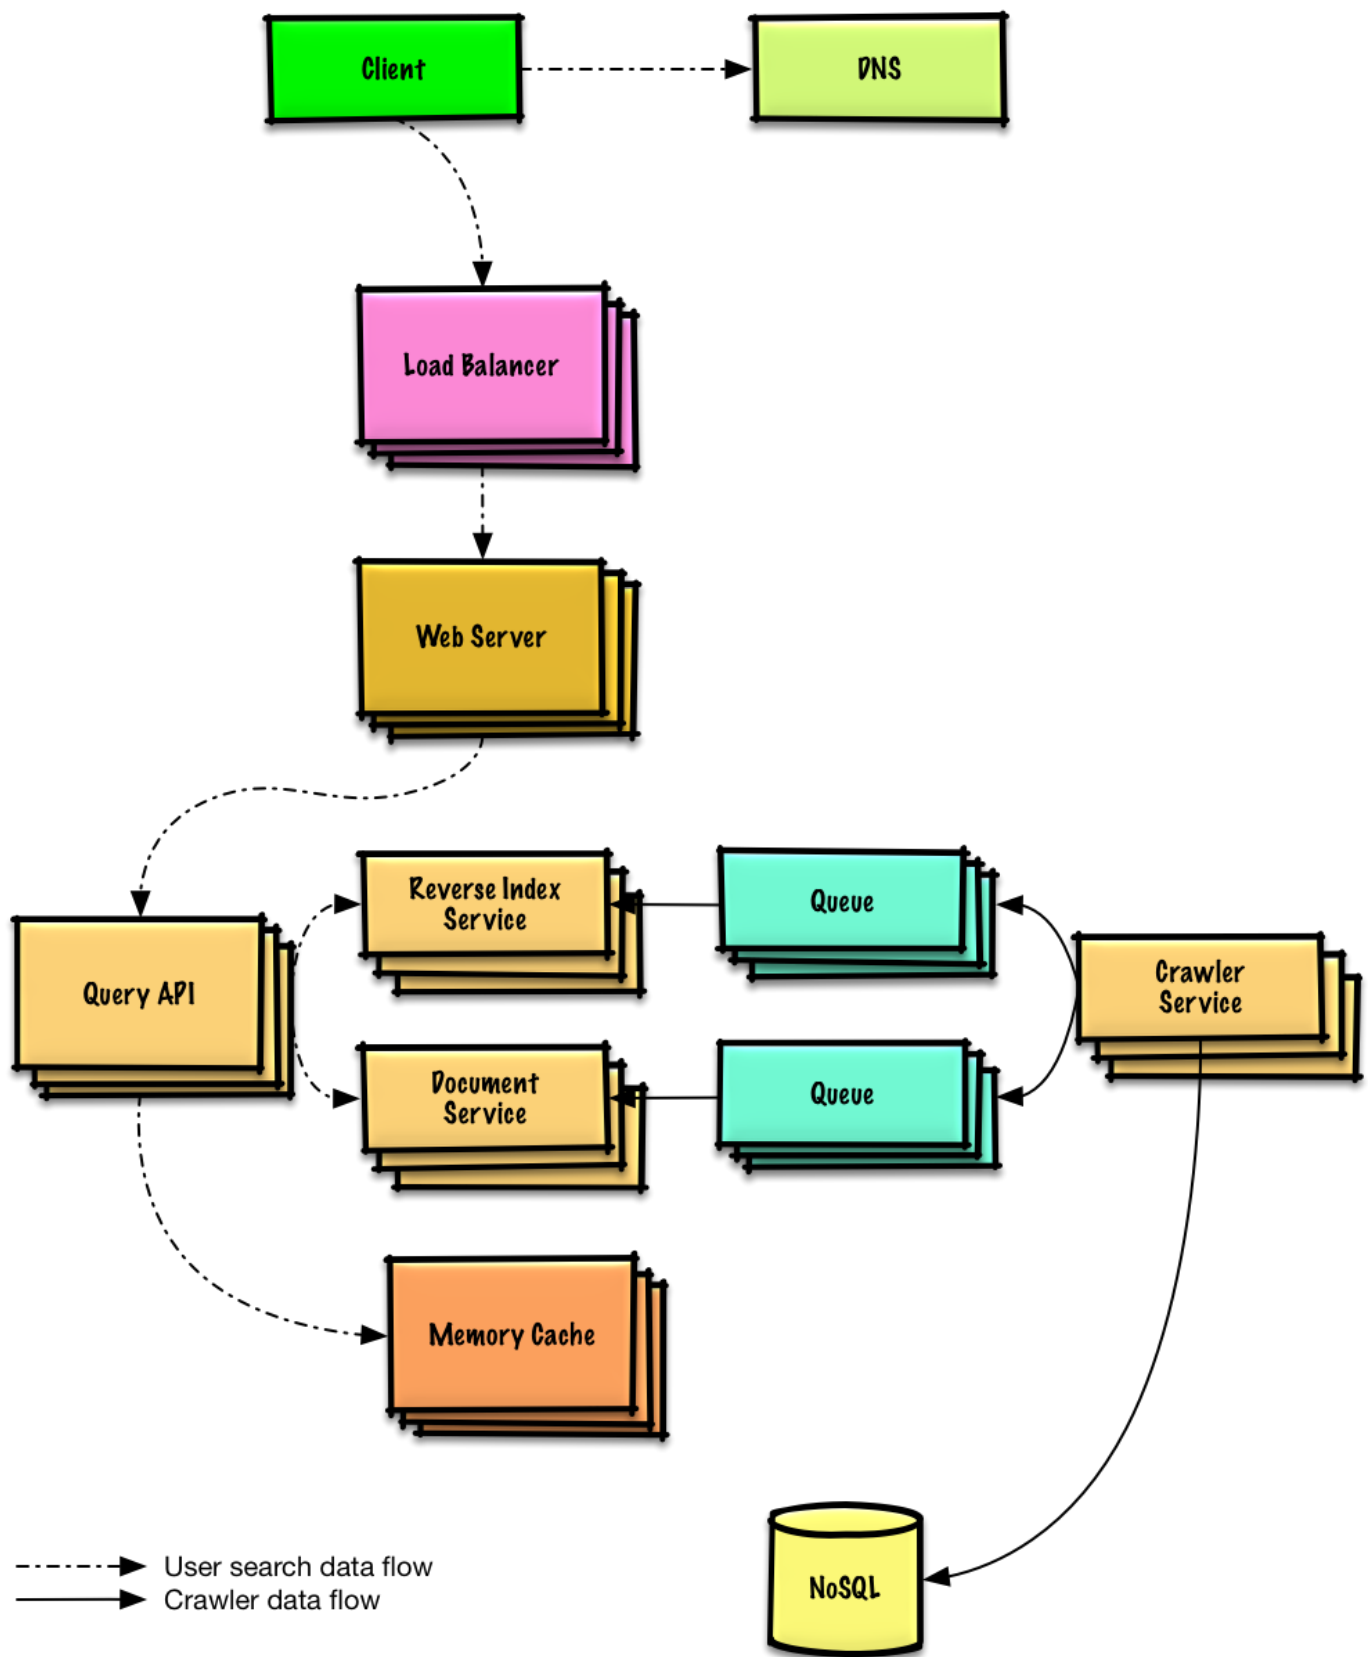 Client
DNS
Load Balancer
Web Server
Reverse Index
Service
Queue
Query API
Crawler
Service
Document
Service
Queue
Memory Cache
User search data flow
Crawler data flow
NoSQL